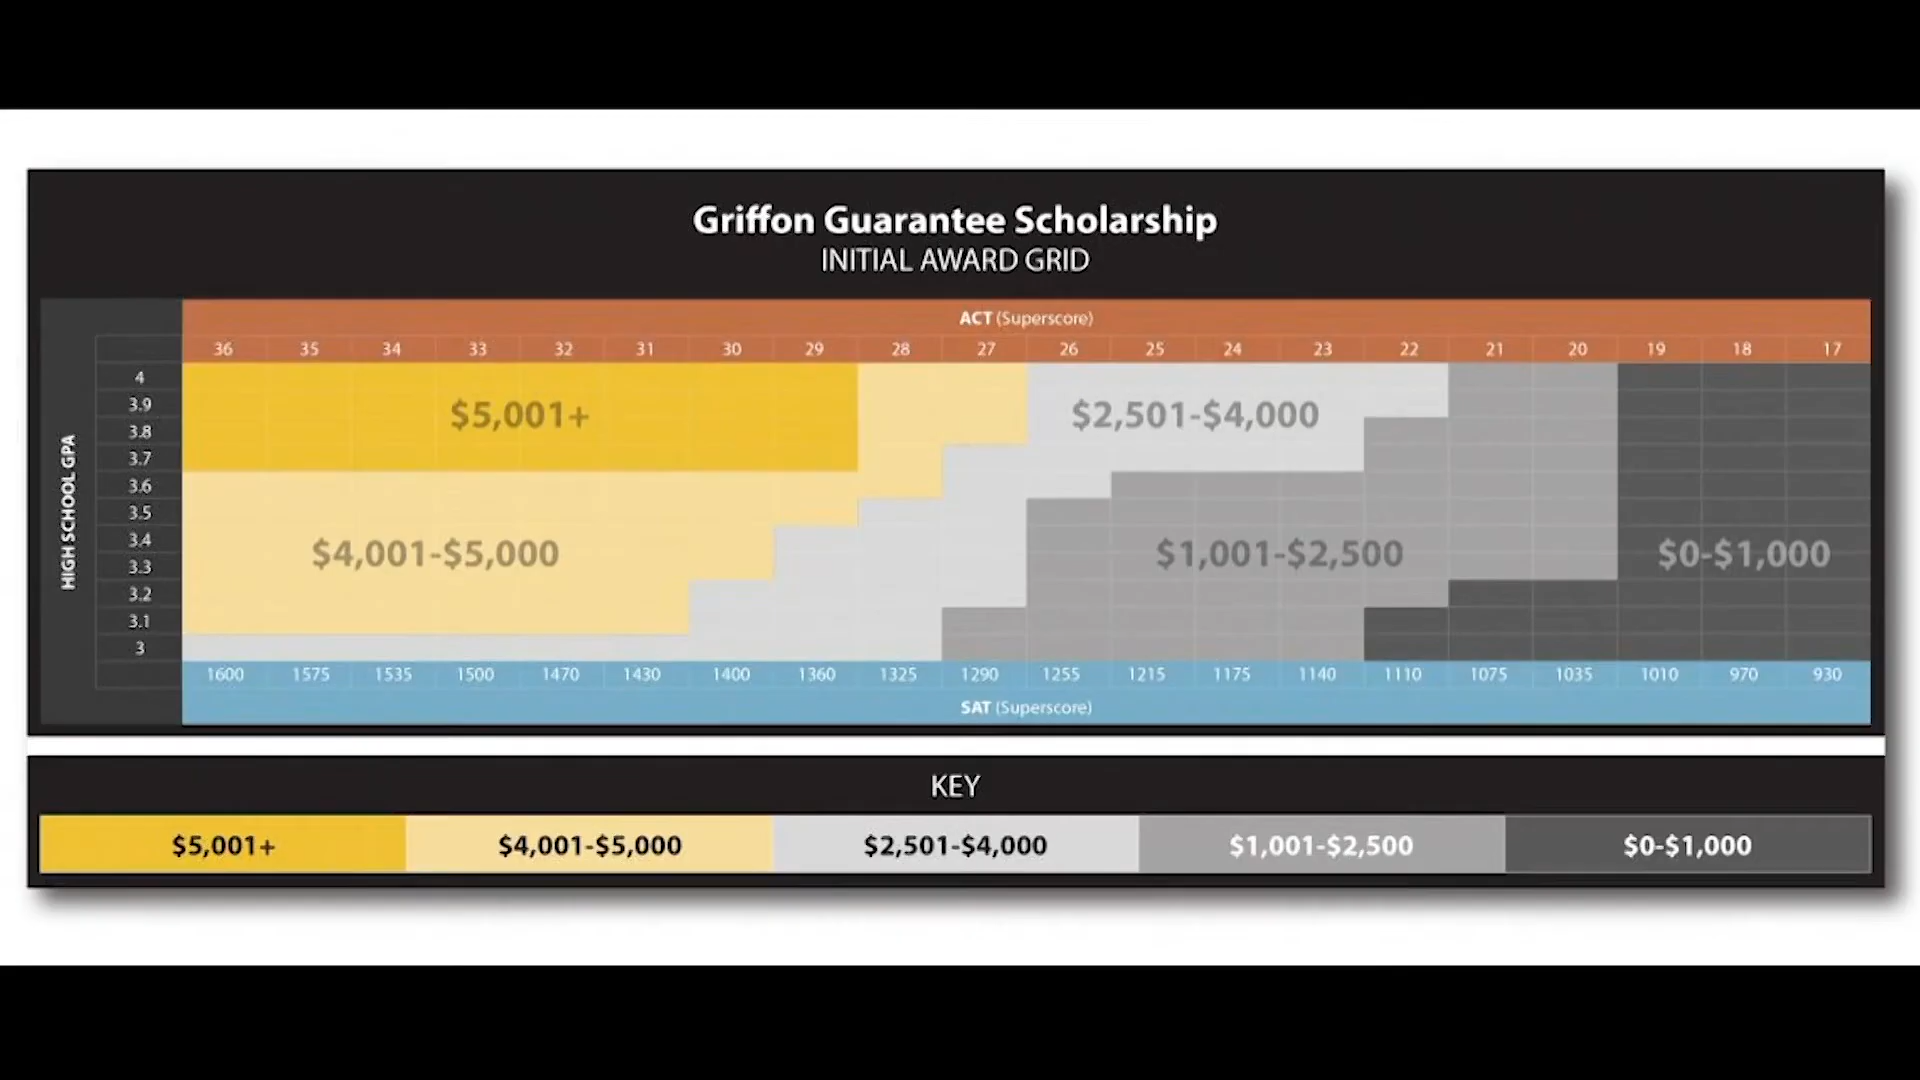 Griffon Guarantee Scholarship
INITIAL AWARD GRID
ACT (Superscore)
36 35 34 33 32 31 30 29 28 27 26 25 24 23 22 21 20 19 18 17
HIGH SCHOOL GPA
4
3.9
3.8
3.7
3.6
3.5
3.4
3.3
3.2
3.1
3
$5,001+
$2,501-$4,000
$4,001-$5,000
$1,001-$2,500
$0-$1,000
1600 1575 1535 1500 1470 1430 1400 1360 1325 1290 1255 1215 1175 1140 1110 1075 1035 1010 970 930
SAT (Superscore)
KEY
$5,001+ $4,001-$5,000 $2,501-$4,000 $1,001-$2,500 $0-$1,000